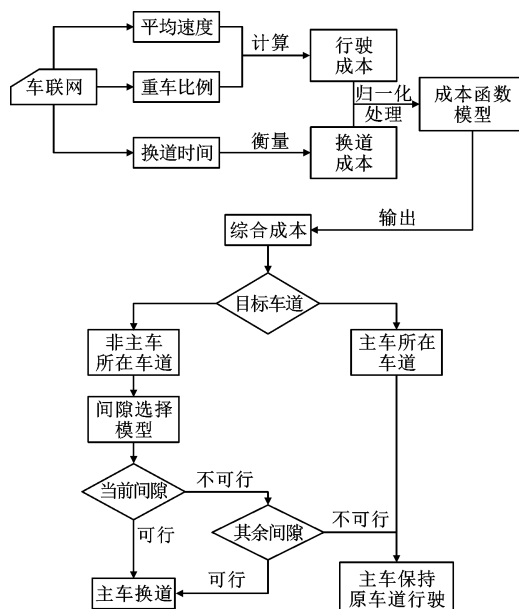 平均速度
计算
行驶
成本
车联网
重车比例
归一化
处理
成本函数
模型
换道时间
衡量
换道
成本
输出
综合成本
目标车道
非主车
所在车道
主车所在
车道
间隙选择
模型
当前间隙
不可行
其余间隙
不可行
可行
可行
主车换道
主车保持
原车道行驶